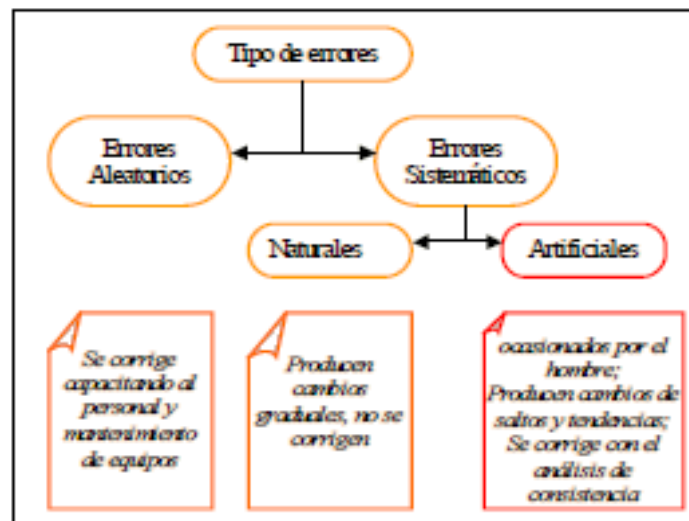 Tipo de errores
Errores
Aleatorios
Errores
Sistemáticos
Naturales
Artificiales
Se corrige
capacitando al
personal y
mantenimiento
de equipos
Producen
cambios
graduales, no se
corrigen
ocasionados por el
hombre;
Producen cambios de
saltos y tendencias;
Se corrige con el
análisis de
consistencia